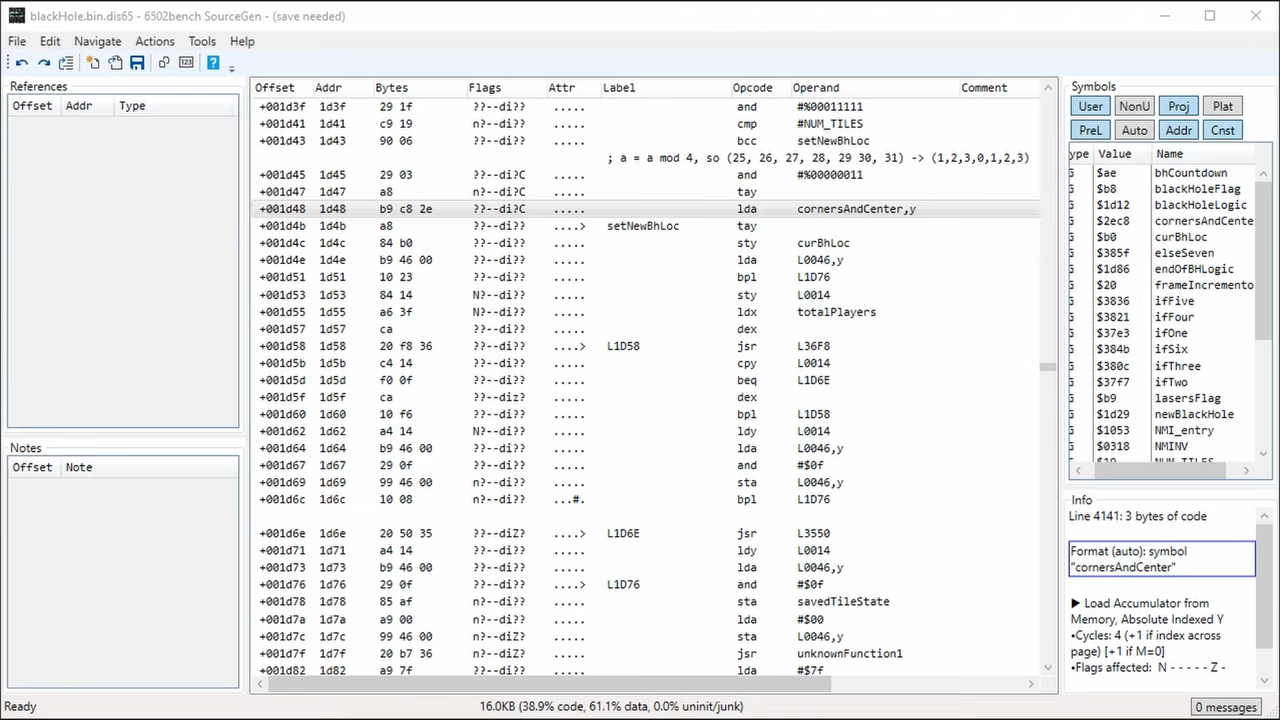 blackHole.bin.dis65 - 6502bench SourceGen - (save needed)
File Edit Navigate Actions Tools Help
References
Offset Addr Type
Notes
Offset Note
Offset Addr Bytes Flags Attr Label Opcode Operand Comment
+001d3f 1d3f 29 1f ??--di?? ..... and #%00011111
+001d41 1d41 c9 19 n?--di?? ..... cmp #NUM_TILES
+001d43 1d43 90 06 ??--di?? ..... bcc setNewBhLoc
; a = a mod 4, so (25, 26, 27, 28, 29 30, 31) -> (1,2,3,0,1,2,3)
+001d45 1d45 29 03 ??--di?C ..... and #%00000011
+001d47 1d47 a8 n?--di?C ..... tay
+001d48 1d48 b9 c8 2e ??--di?C ..... lda cornersAndCenter,y
+001d4b 1d4b a8 ??--di?? ....> setNewBhLoc tay
+001d4c 1d4c 84 b0 ??--di?? ..... sty curBhLoc
+001d4e 1d4e b9 46 00 ??--di?? ..... lda L0046,y
+001d51 1d51 10 23 ??--di?? ..... bpl L1D76
+001d53 1d53 84 14 N?--di?? ..... sty L0014
+001d55 1d55 a6 3f N?--di?? ..... ldx totalPlayers
+001d57 1d57 ca ??--di?? ..... dex
+001d58 1d58 20 f8 36 ??--di?? ....> L1D58 jsr L36F8
+001d5b 1d5b c4 14 ??--di?? ..... cpy L0014
+001d5d 1d5d f0 0f ??--di?? ..... beq L1D6E
+001d5f 1d5f ca ??--diz? ..... dex
+001d60 1d60 10 f6 ??--di?? ..... bpl L1D58
+001d62 1d62 a4 14 N?--di?? ..... ldy L0014
+001d64 1d64 b9 46 00 ??--di?? ..... lda L0046,y
+001d67 1d67 29 0f ??--di?? ..... and #$0f
+001d69 1d69 99 46 00 n?--di?? ..... sta L0046,y
+001d6c 1d6c 10 08 n?--di?? ...#. bpl L1D76
+001d6e 1d6e 20 50 35 ??--diZ? ....> L1D6E jsr L3550
+001d71 1d71 a4 14 ??--di?? ..... ldy L0014
+001d73 1d73 b9 46 00 ??--di?? ..... lda L0046,y
+001d76 1d76 29 0f ??--di?? ....> L1D76 and #$0f
+001d78 1d78 85 af n?--di?? ..... sta savedTileState
+001d7a 1d7a a9 00 n?--di?? ..... lda #$00
+001d7c 1d7c 99 46 00 n?--diZ? ..... sta L0046,y
+001d7f 1d7f 20 b7 36 n?--diZ? ..... jsr unknownFunction1
+001d82 1d82 a9 7f ??--di?? ..... lda #$7f
Symbols
User NonU Proj Plat
PreL Auto Addr Cnst
ype Value Name
G $ae bhCountdown
G $b8 blackHoleFlag
G $1d12 blackHoleLogic
G $2ec8 cornersAndCente
G $b0 curBhLoc
G $385f elseSeven
G $1d86 endOfBHLogic
G $20 frameIncremento
G $3836 ifFive
G $3821 ifFour
G $37e3 ifOne
G $384b ifSix
G $380c ifThree
G $37f7 ifTwo
G $b9 lasersFlag
G $1d29 newBlackHole
G $1053 NMI_entry
G $0318 NMINV
G $19 NUM_TILES
Info
Line 4141: 3 bytes of code
Format (auto): symbol
"cornersAndCenter"
▶ Load Accumulator from
Memory, Absolute Indexed Y
•Cycles: 4 (+1 if index across
page) [+1 if M=0]
•Flags affected: N - - - - - Z -
Ready
16.0KB (38.9% code, 61.1% data, 0.0% uninit/junk)
0 messages